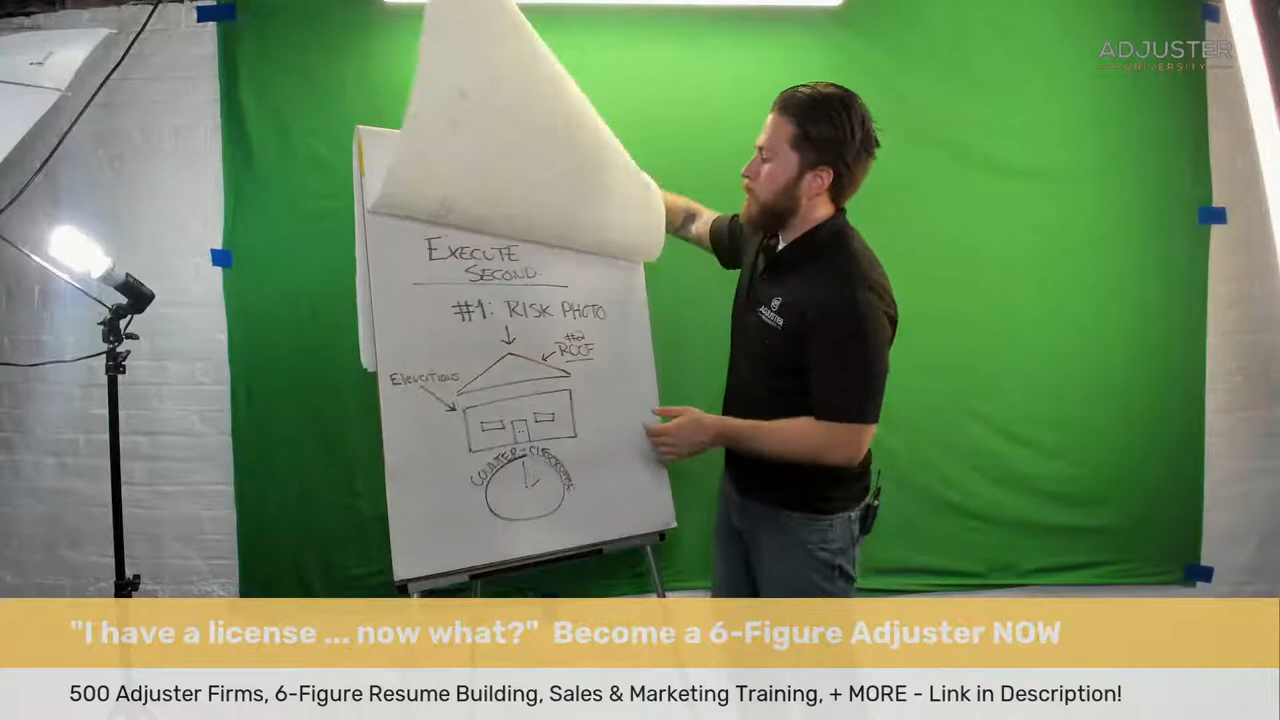 ADJUSTER
UNIVERSITY
EXECUTE
SECOND.
#1: RISK PHOTO
#2
ROOF
Elevations
COUNTER-CLOCKWISE
ADJUSTER
"I have a license ... now what?" Become a 6-Figure Adjuster NOW
500 Adjuster Firms, 6-Figure Resume Building, Sales & Marketing Training, + MORE - Link in Description!